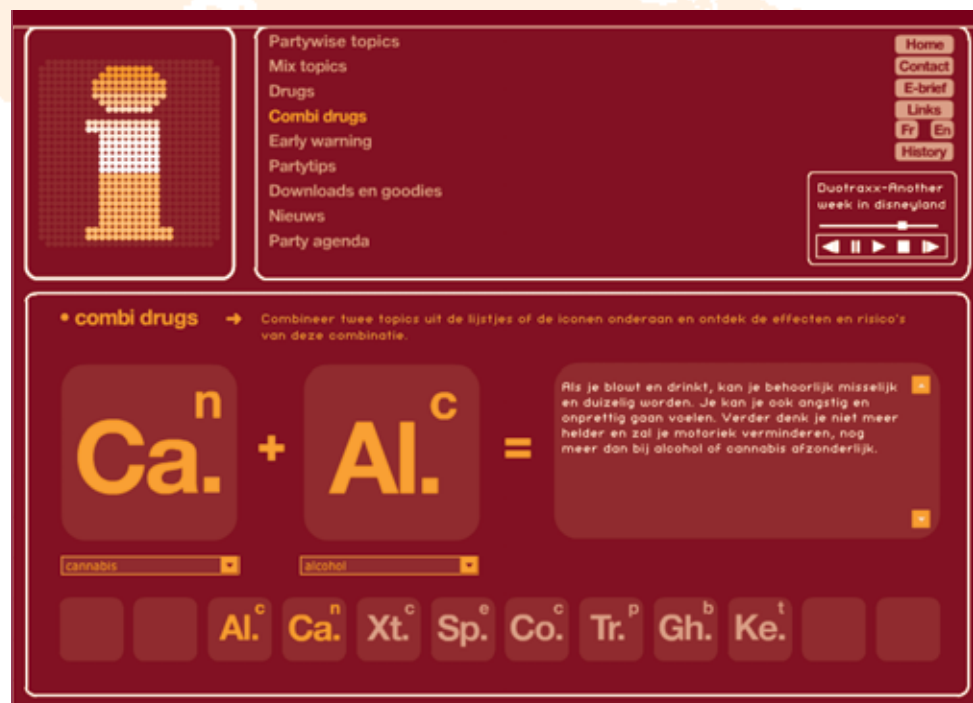 Partywise topics
Mix topics
Drugs
Combi drugs
Early warning
Partytips
Downloads en goodies
Nieuws
Party agenda
Home
Contact
E-brief
Links
Fr En
History
Duotraxx-Another
week in disneyland
• combi drugs ➔ Combineer twee topics uit de lijstjes of de iconen onderaan en ontdek de effecten en risico's
van deze combinatie.
Ca.n + Al.c =
Als je blowt en drinkt, kan je behoorlijk misselijk
en duizelig worden. Je kan je ook angstig en
onprettig gaan voelen. Verder denk je niet meer
helder en zal je motoriek verminderen, nog
meer dan bij alcohol of cannabis afzonderlijk.
cannabis alcohol
Al.c Ca.n Xt.c Sp.e Co.c Tr.p Gh.b Ke.t